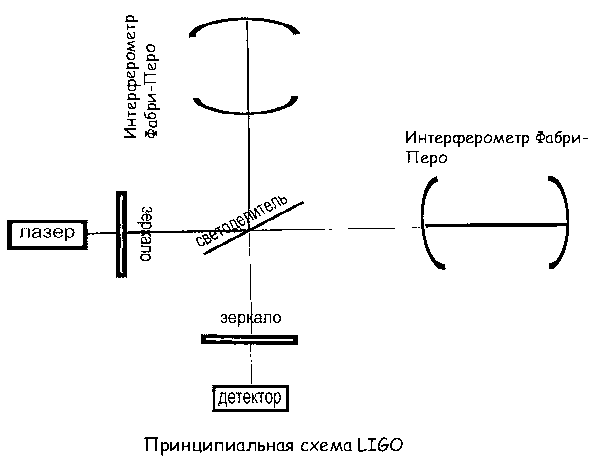 Интерферометр
Фабри-Перо
Интерферометр Фабри-
Перо
лазер
зеркало
светоделитель
зеркало
детектор
Принципиальная схема LIGO